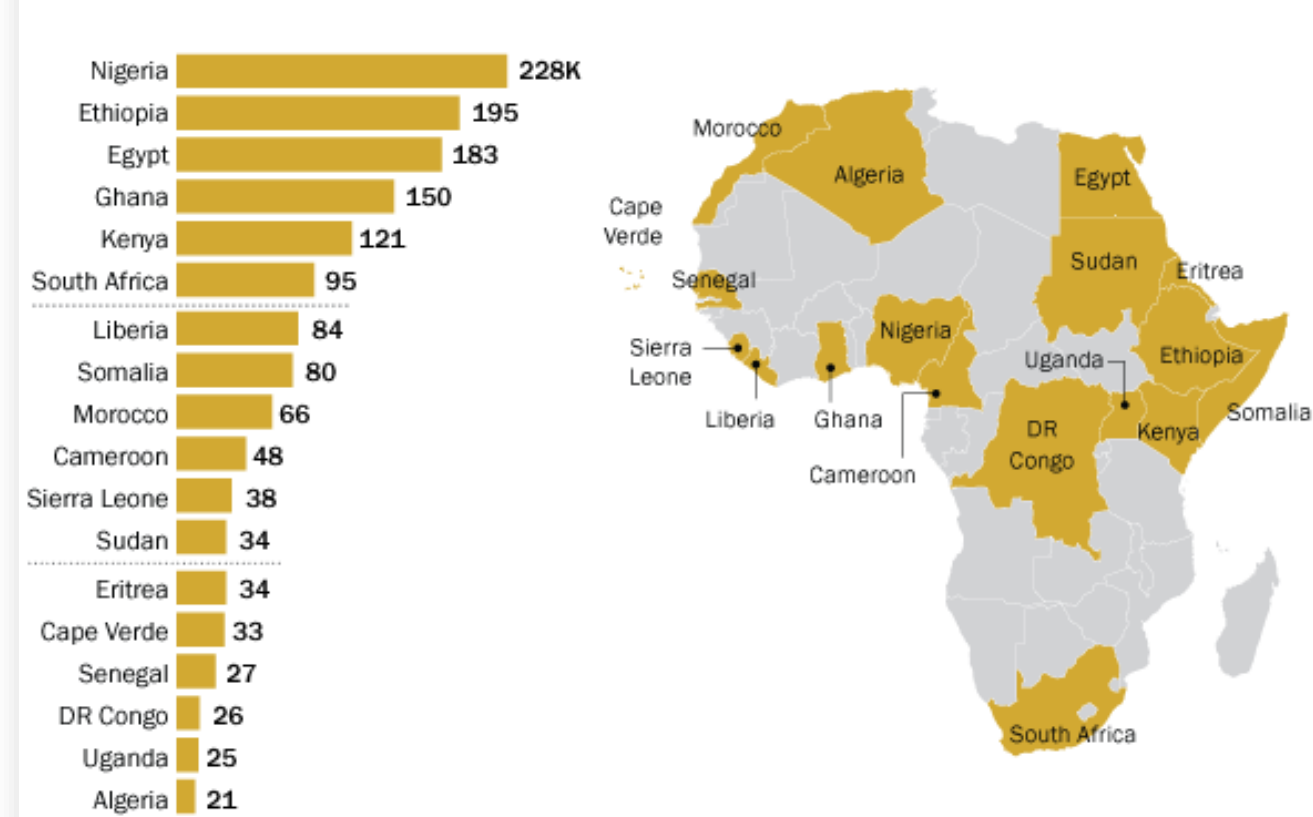 Nigeria 228K
Ethiopia 195
Egypt 183
Ghana 150
Kenya 121
South Africa 95
Liberia 84
Somalia 80
Morocco 66
Cameroon 48
Sierra Leone 38
Sudan 34
Eritrea 34
Cape Verde 33
Senegal 27
DR Congo 26
Uganda 25
Algeria 21
Morocco
Algeria
Egypt
Cape
Verde
Senegal
Sudan
Eritrea
Nigeria
Sierra
Leone
Uganda
Ethiopia
Liberia
Ghana
Somalia
DR
Congo
Kenya
Cameroon
South Africa